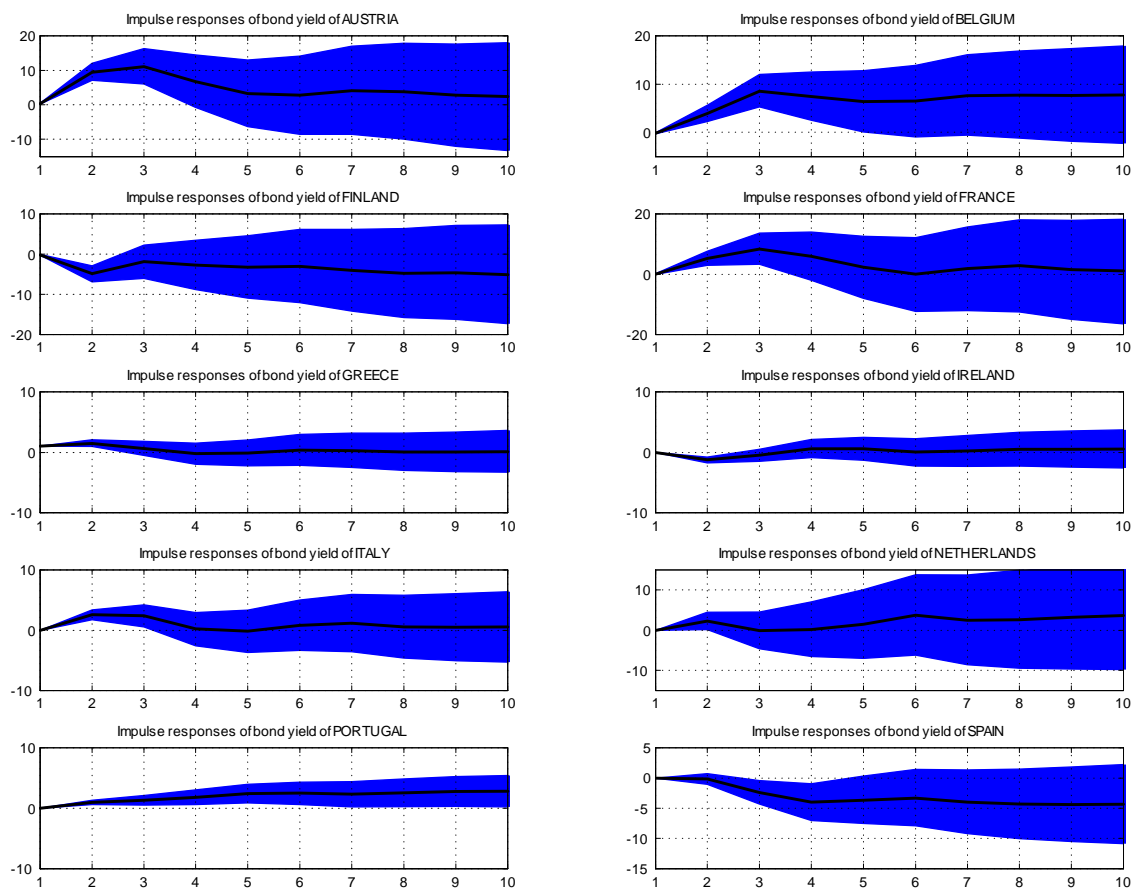 Impulse responses of bond yield of AUSTRIA
20
10
0
-10
1 2 3 4 5 6 7 8 9 10
Impulse responses of bond yield of BELGIUM
20
10
0
1 2 3 4 5 6 7 8 9 10
Impulse responses of bond yield of FINLAND
10
0
-10
-20
1 2 3 4 5 6 7 8 9 10
Impulse responses of bond yield of FRANCE
20
0
-20
1 2 3 4 5 6 7 8 9 10
Impulse responses of bond yield of GREECE
10
0
-10
1 2 3 4 5 6 7 8 9 10
Impulse responses of bond yield of IRELAND
10
0
-10
1 2 3 4 5 6 7 8 9 10
Impulse responses of bond yield of ITALY
10
0
-10
1 2 3 4 5 6 7 8 9 10
Impulse responses of bond yield of NETHERLANDS
10
0
-10
1 2 3 4 5 6 7 8 9 10
Impulse responses of bond yield of PORTUGAL
10
0
-10
1 2 3 4 5 6 7 8 9 10
Impulse responses of bond yield of SPAIN
5
0
-5
-10
-15
1 2 3 4 5 6 7 8 9 10